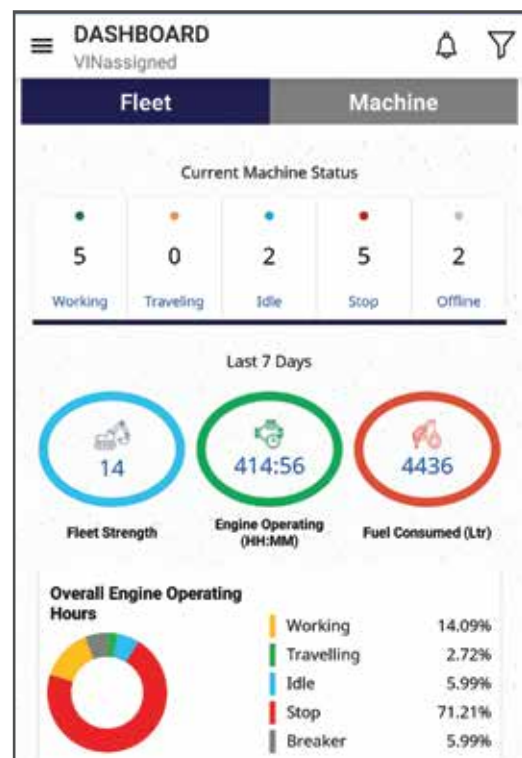 DASHBOARD
VINassigned
Fleet Machine
Current Machine Status
5 0 2 5 2
Working Traveling Idle Stop Offline
Last 7 Days
14 414:56 4436
Fleet Strength Engine Operating (HH:MM) Fuel Consumed (Ltr)
Overall Engine Operating Hours
Working 14.09%
Travelling 2.72%
Idle 5.99%
Stop 71.21%
Breaker 5.99%